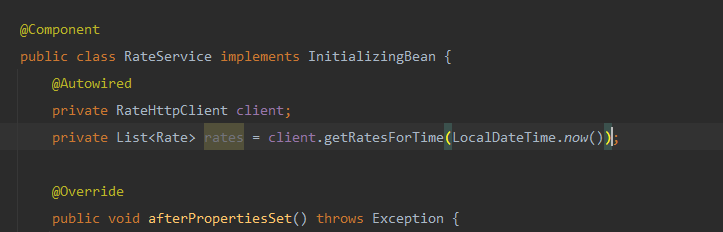 @Component
public class RateService implements InitializingBean {
@Autowired
private RateHttpClient client;
private List<Rate> rates = client.getRatesForTime(LocalDateTime.now());
@Override
public void afterPropertiesSet() throws Exception {